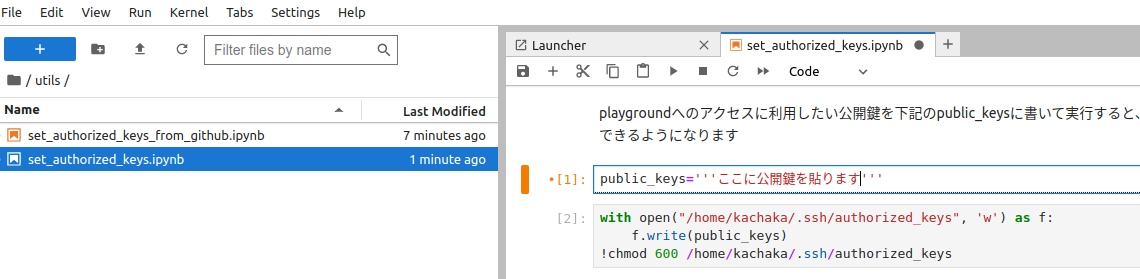 File Edit View Run Kernel Tabs Settings Help
Filter files by name
/ utils /
Name Last Modified
set_authorized_keys_from_github.ipynb 7 minutes ago
set_authorized_keys.ipynb 1 minute ago
Launcher set_authorized_keys.ipynb
Code
playgroundへのアクセスに利用したい公開鍵を下記のpublic_keysに書いて実行すると、
できるようになります
[1]: public_keys='''ここに公開鍵を貼ります'''
[2]: with open("/home/kachaka/.ssh/authorized_keys", 'w') as f:
f.write(public_keys)
!chmod 600 /home/kachaka/.ssh/authorized_keys